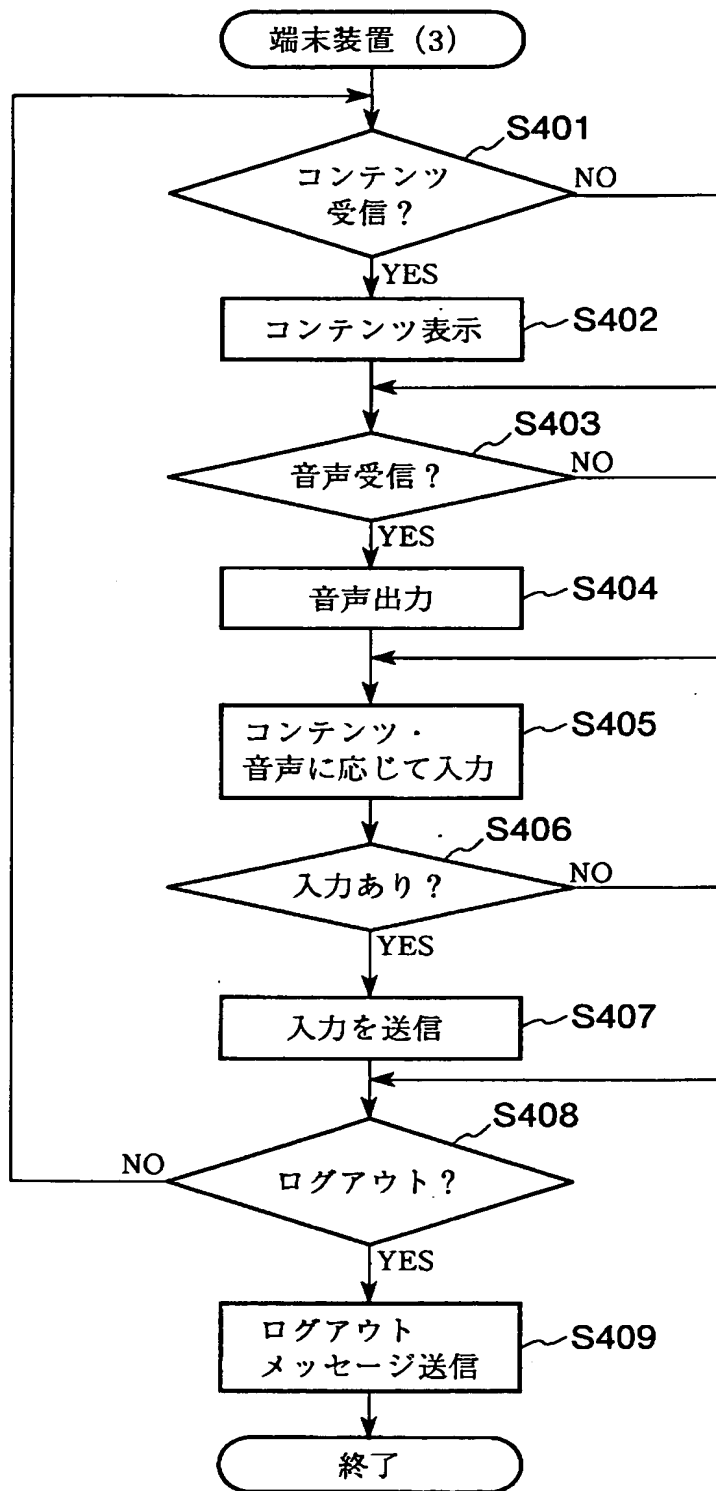 端末装置 (3)
S401
コンテンツ
受信?
NO
YES
コンテンツ表示
S402
S403
音声受信?
NO
YES
音声出力
S404
コンテンツ・
音声に応じて入力
S405
S406
入力あり?
NO
YES
入力を送信
S407
S408
NO
ログアウト?
YES
ログアウト
メッセージ送信
S409
終了